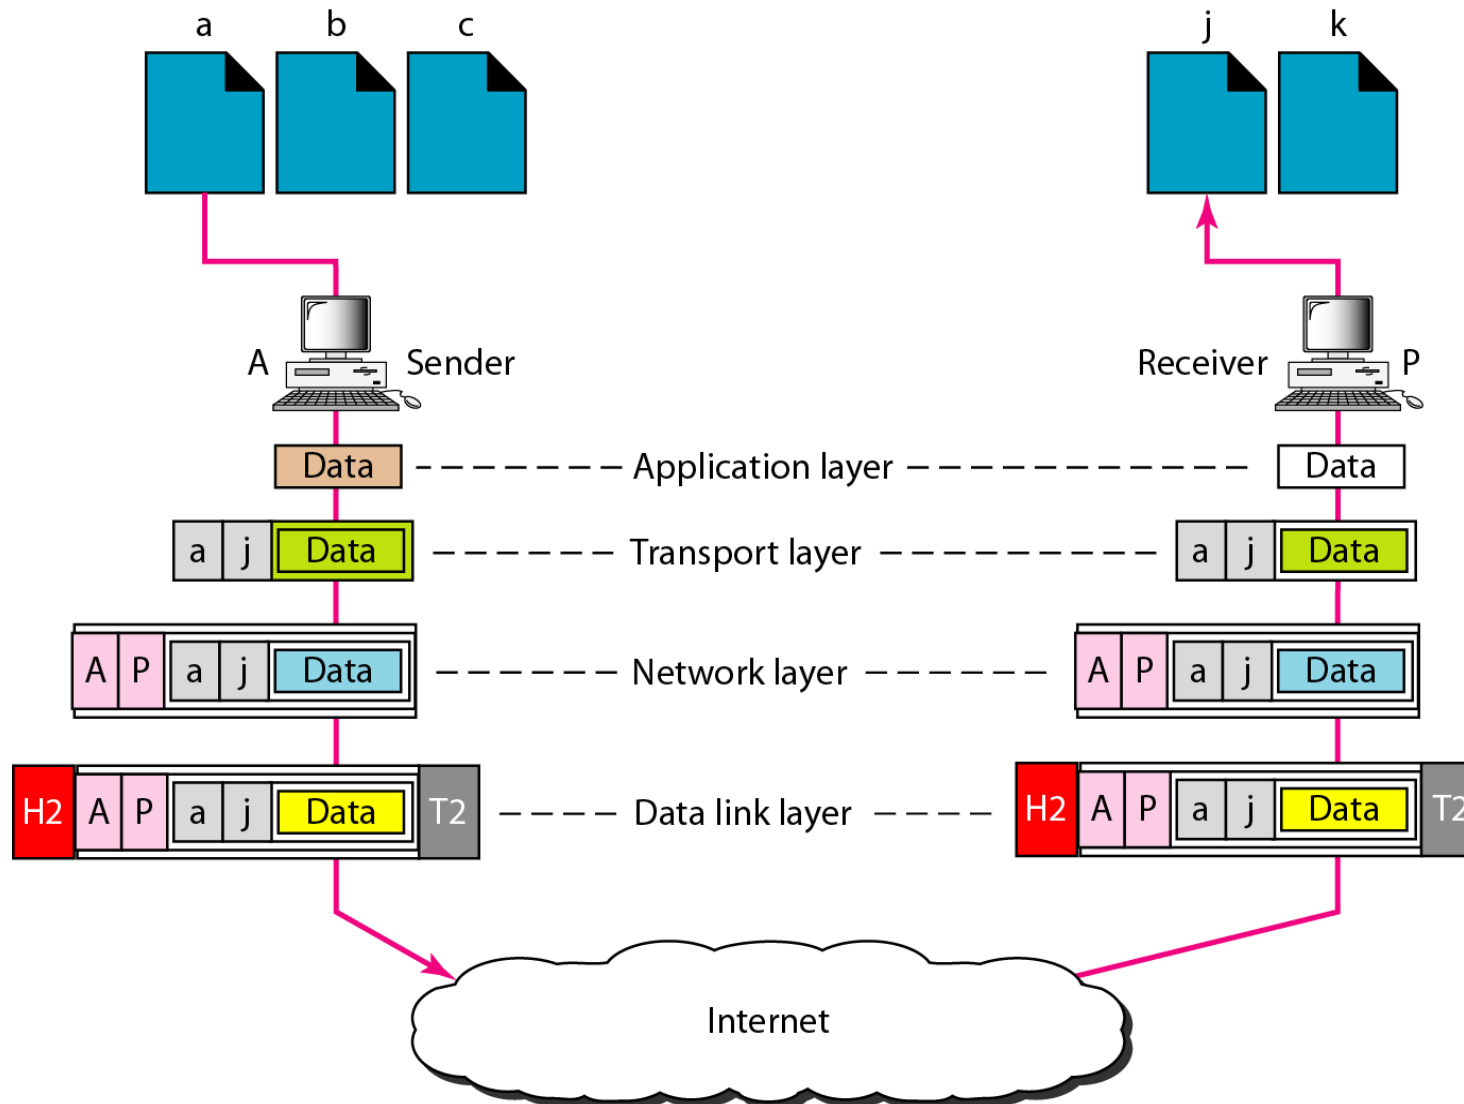 a b c j k
A Sender Receiver P
Data Application layer Data
a j Data Transport layer a j Data
A P a j Data Network layer A P a j Data
H2 A P a j Data T2 Data link layer H2 A P a j Data T2
Internet